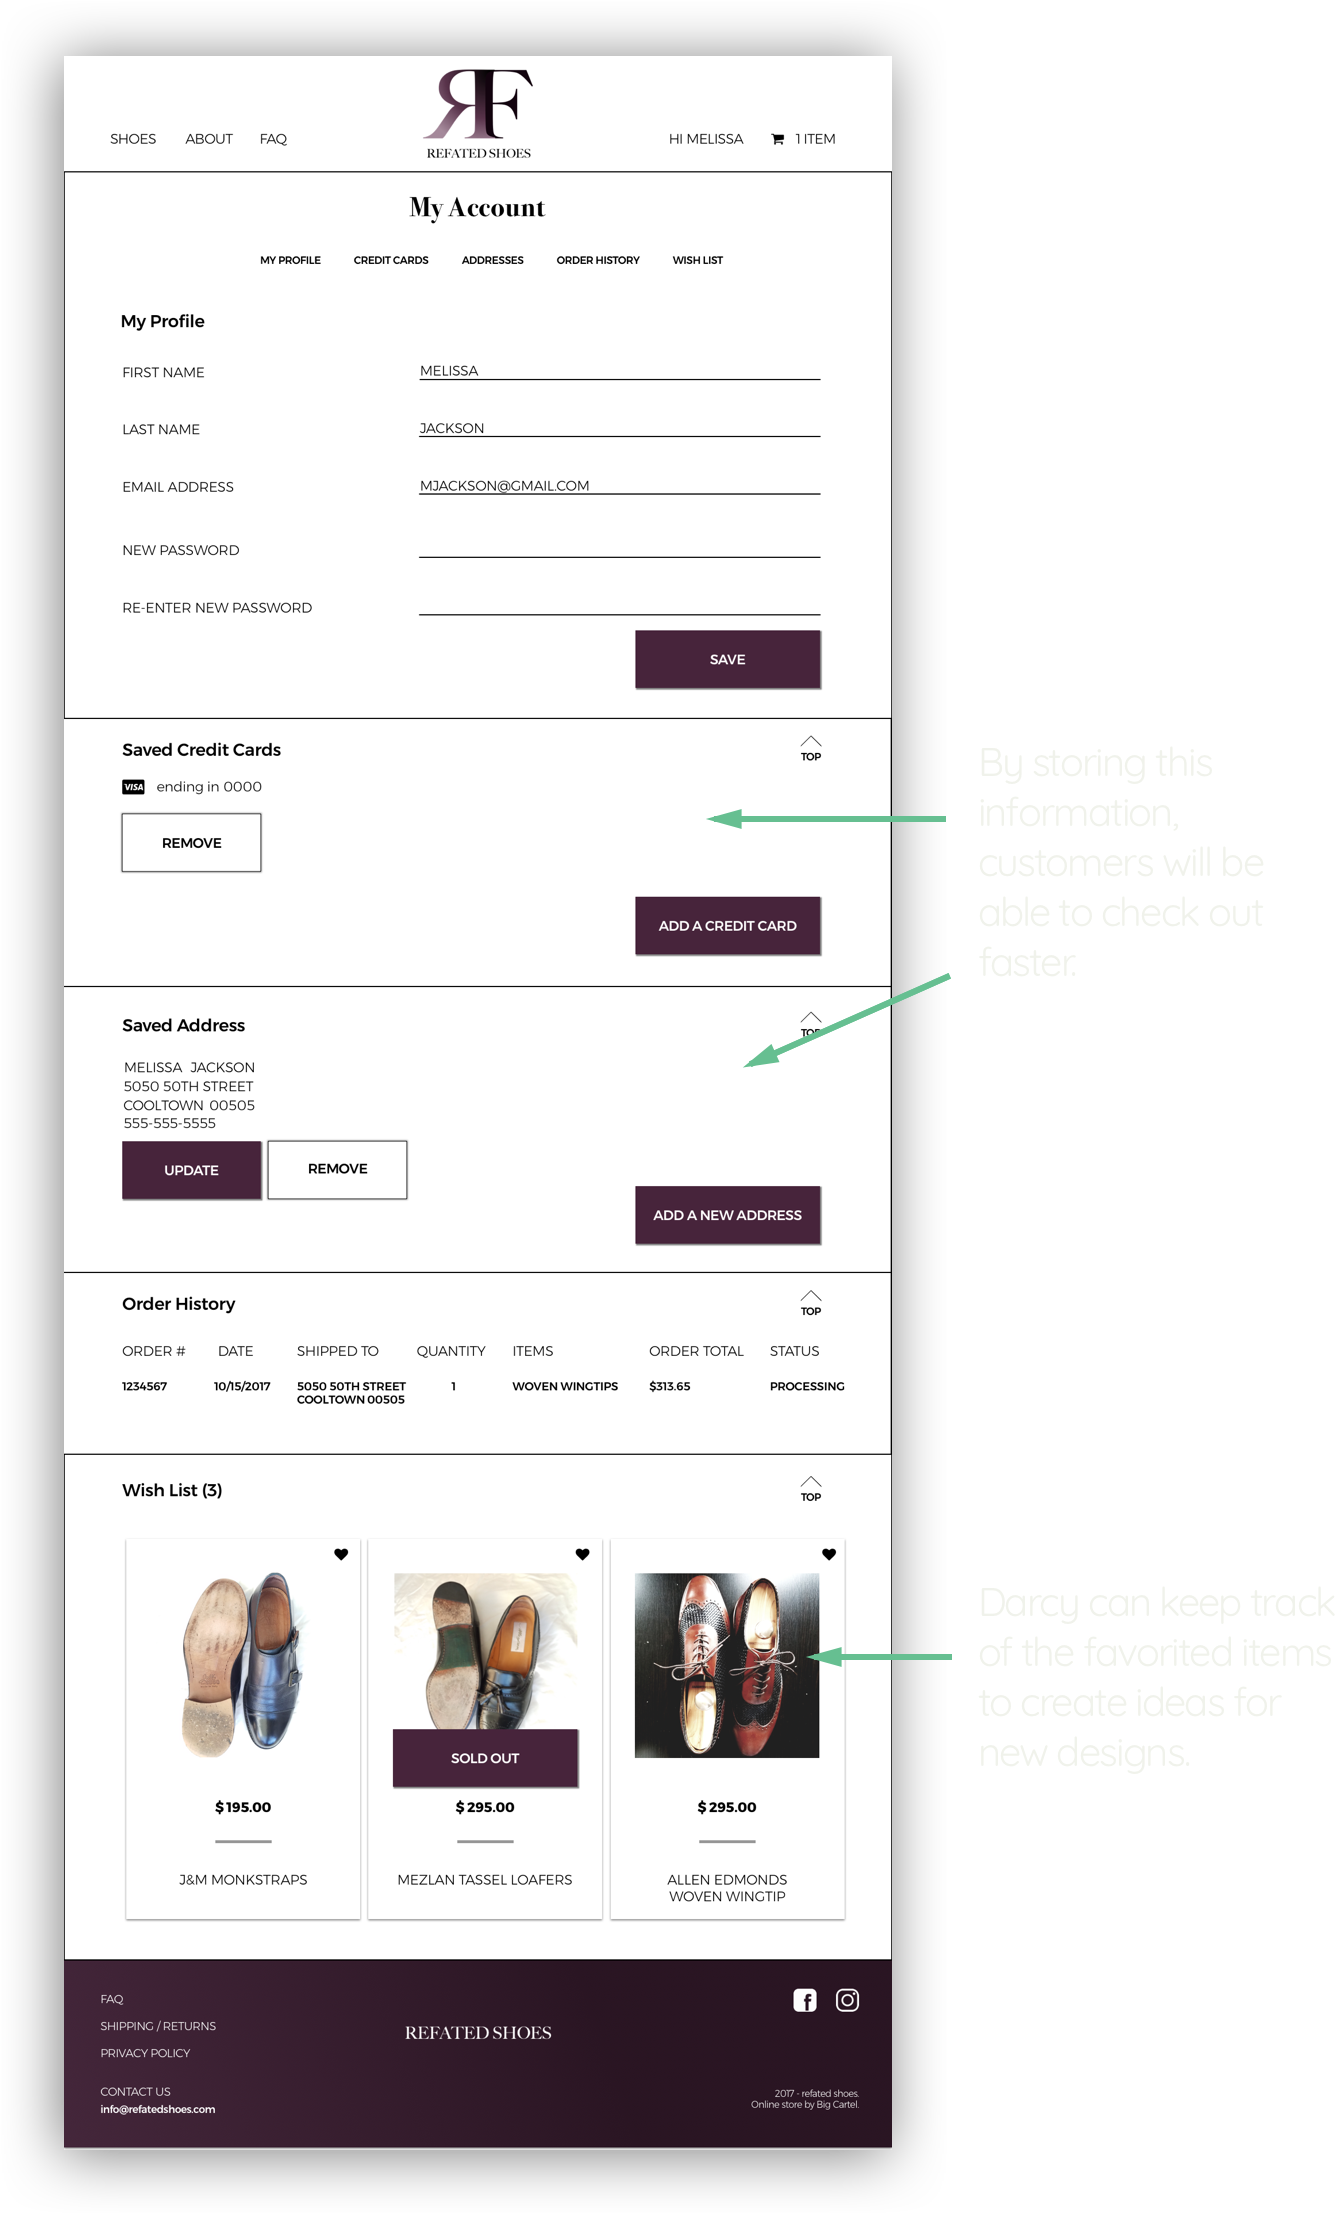 RF
REFATED SHOES
SHOES ABOUT FAQ
HI MELISSA 1 ITEM
My Account
MY PROFILE CREDIT CARDS ADDRESSES ORDER HISTORY WISH LIST
My Profile
FIRST NAME MELISSA
LAST NAME JACKSON
EMAIL ADDRESS MJACKSON@GMAIL.COM
NEW PASSWORD
RE-ENTER NEW PASSWORD
SAVE
Saved Credit Cards
TOP
VISA ending in 0000
REMOVE
ADD A CREDIT CARD
By storing this
information,
customers will be
able to check out
faster.
Saved Address
TOP
MELISSA JACKSON
5050 50TH STREET
COOLTOWN 00505
555-555-5555
UPDATE REMOVE
ADD A NEW ADDRESS
Order History
TOP
ORDER # DATE SHIPPED TO QUANTITY ITEMS ORDER TOTAL STATUS
1234567 10/15/2017 5050 50TH STREET 1 WOVEN WINGTIPS $313.65 PROCESSING
COOLTOWN 00505
Wish List (3)
TOP
SOLD OUT
$195.00 $295.00 $295.00
J&M MONKSTRAPS MEZLAN TASSEL LOAFERS ALLEN EDMONDS
WOVEN WINGTIP
Darcy can keep track
of the favorited items
to create ideas for
new designs.
FAQ
SHIPPING / RETURNS
PRIVACY POLICY
REFATED SHOES
CONTACT US
info@refatedshoes.com
2017 - refated shoes.
Online store by Big Cartel.